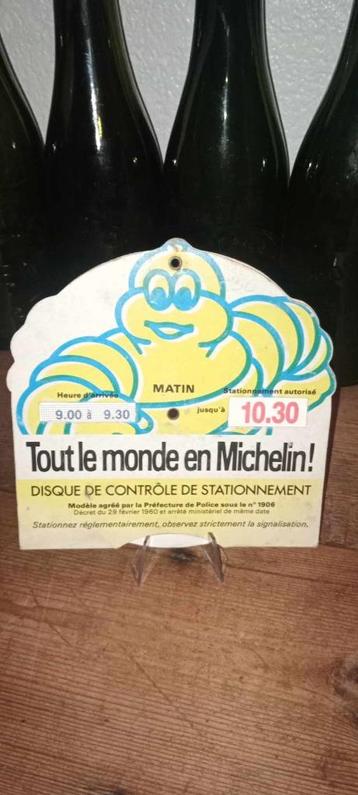 MATIN
Heure d'arrivée
Stationnement autorisé
9.00 à 9.30
jusqu'à
10.30
Tout le monde en Michelin!
DISQUE DE CONTRÔLE DE STATIONNEMENT
Modèle agréé par la Préfecture de Police sous le n° 1906
Décret du 29 février 1960 et arrêté ministériel de même date
Stationnez réglementairement, observez strictement la signalisation.